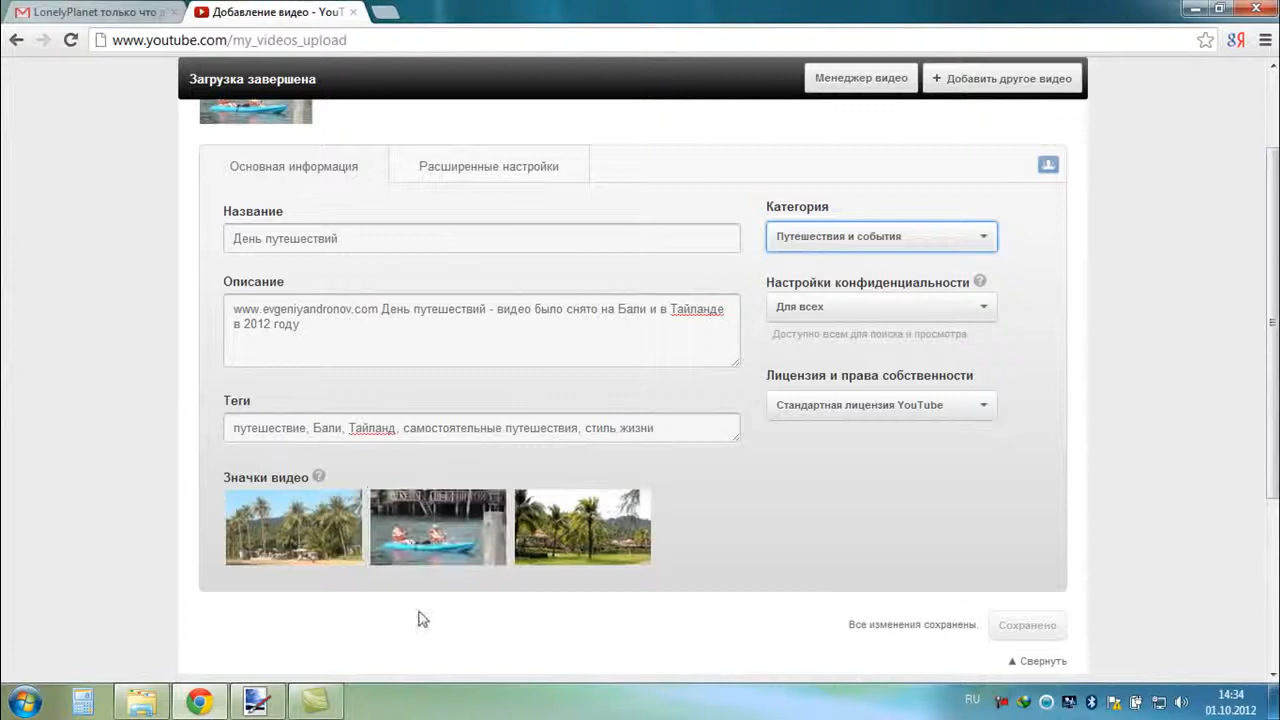 LonelyPlanet только что д
Добавление видео - YouT
www.youtube.com/my_videos_upload
Загрузка завершена
Менеджер видео
+ Добавить другое видео
Основная информация
Расширенные настройки
Название
День путешествий
Описание
www.evgeniyandronov.com День путешествий - видео было снято на Бали и в Тайланде
в 2012 году
Теги
путешествие, Бали, Тайланд, самостоятельные путешествия, стиль жизни
Значки видео
Категория
Путешествия и события
Настройки конфиденциальности
Для всех
Доступно всем для поиска и просмотра
Лицензия и права собственности
Стандартная лицензия YouTube
Все изменения сохранены.
Сохранено
▲ Свернуть
RU
14:34
01.10.2012